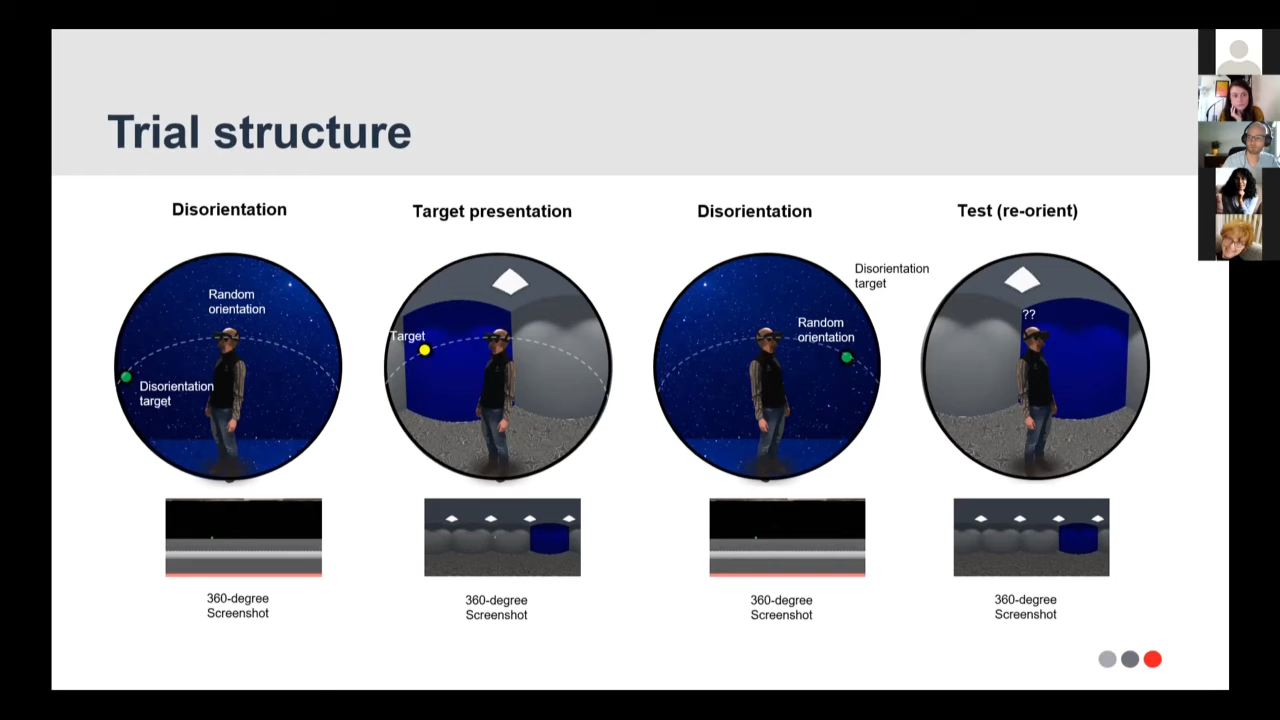 Trial structure
Disorientation
Random
orientation
Disorientation
target
360-degree
Screenshot
Target presentation
Target
360-degree
Screenshot
Disorientation
Disorientation
target
Random
orientation
360-degree
Screenshot
Test (re-orient)
??
360-degree
Screenshot